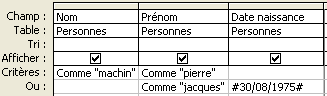 Champ : Nom Prénom Date naissance
Table : Personnes Personnes Personnes
Tri :
Afficher :
Critères : Comme "machin" Comme "pierre"
Ou : Comme "jacques" #30/08/1975#